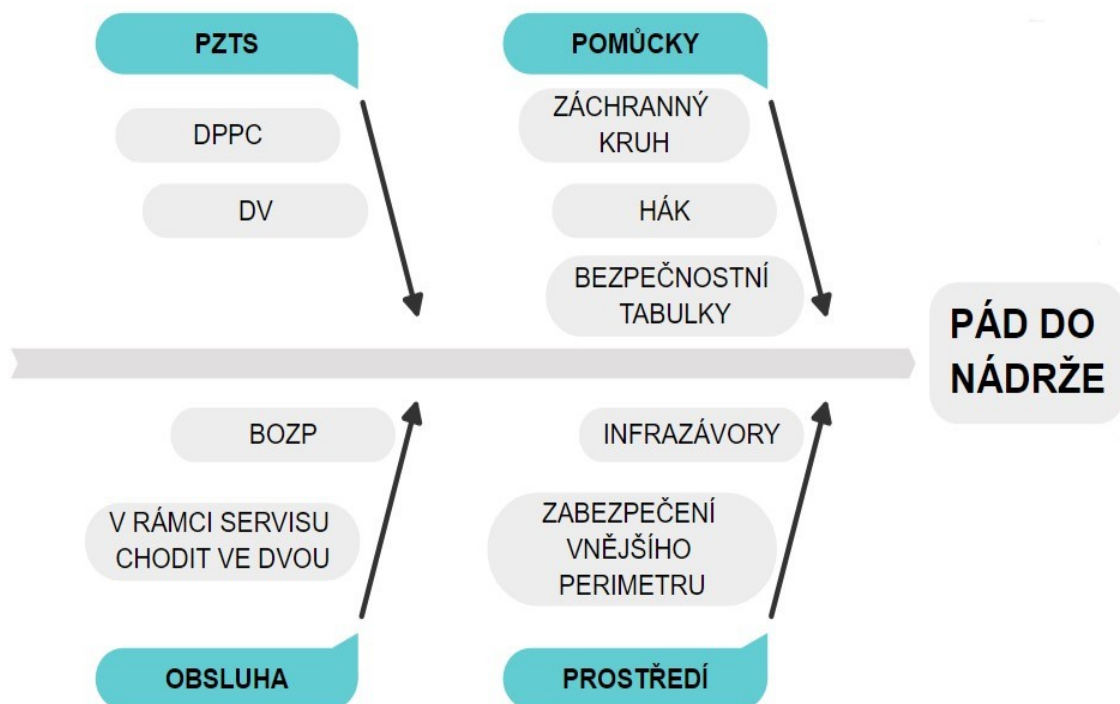 PZTS
POMŮCKY
DPPC
DV
ZÁCHRANNÝ
KRUH
HÁK
BEZPEČNOSTNÍ
TABULKY
PÁD DO
NÁDRŽE
BOZP
INFRAZÁVORY
V RÁMCI SERVISU
CHODIT VE DVOU
ZABEZPEČENÍ
VNĚJŠÍHO
PERIMETRU
OBSLUHA
PROSTŘEDÍ